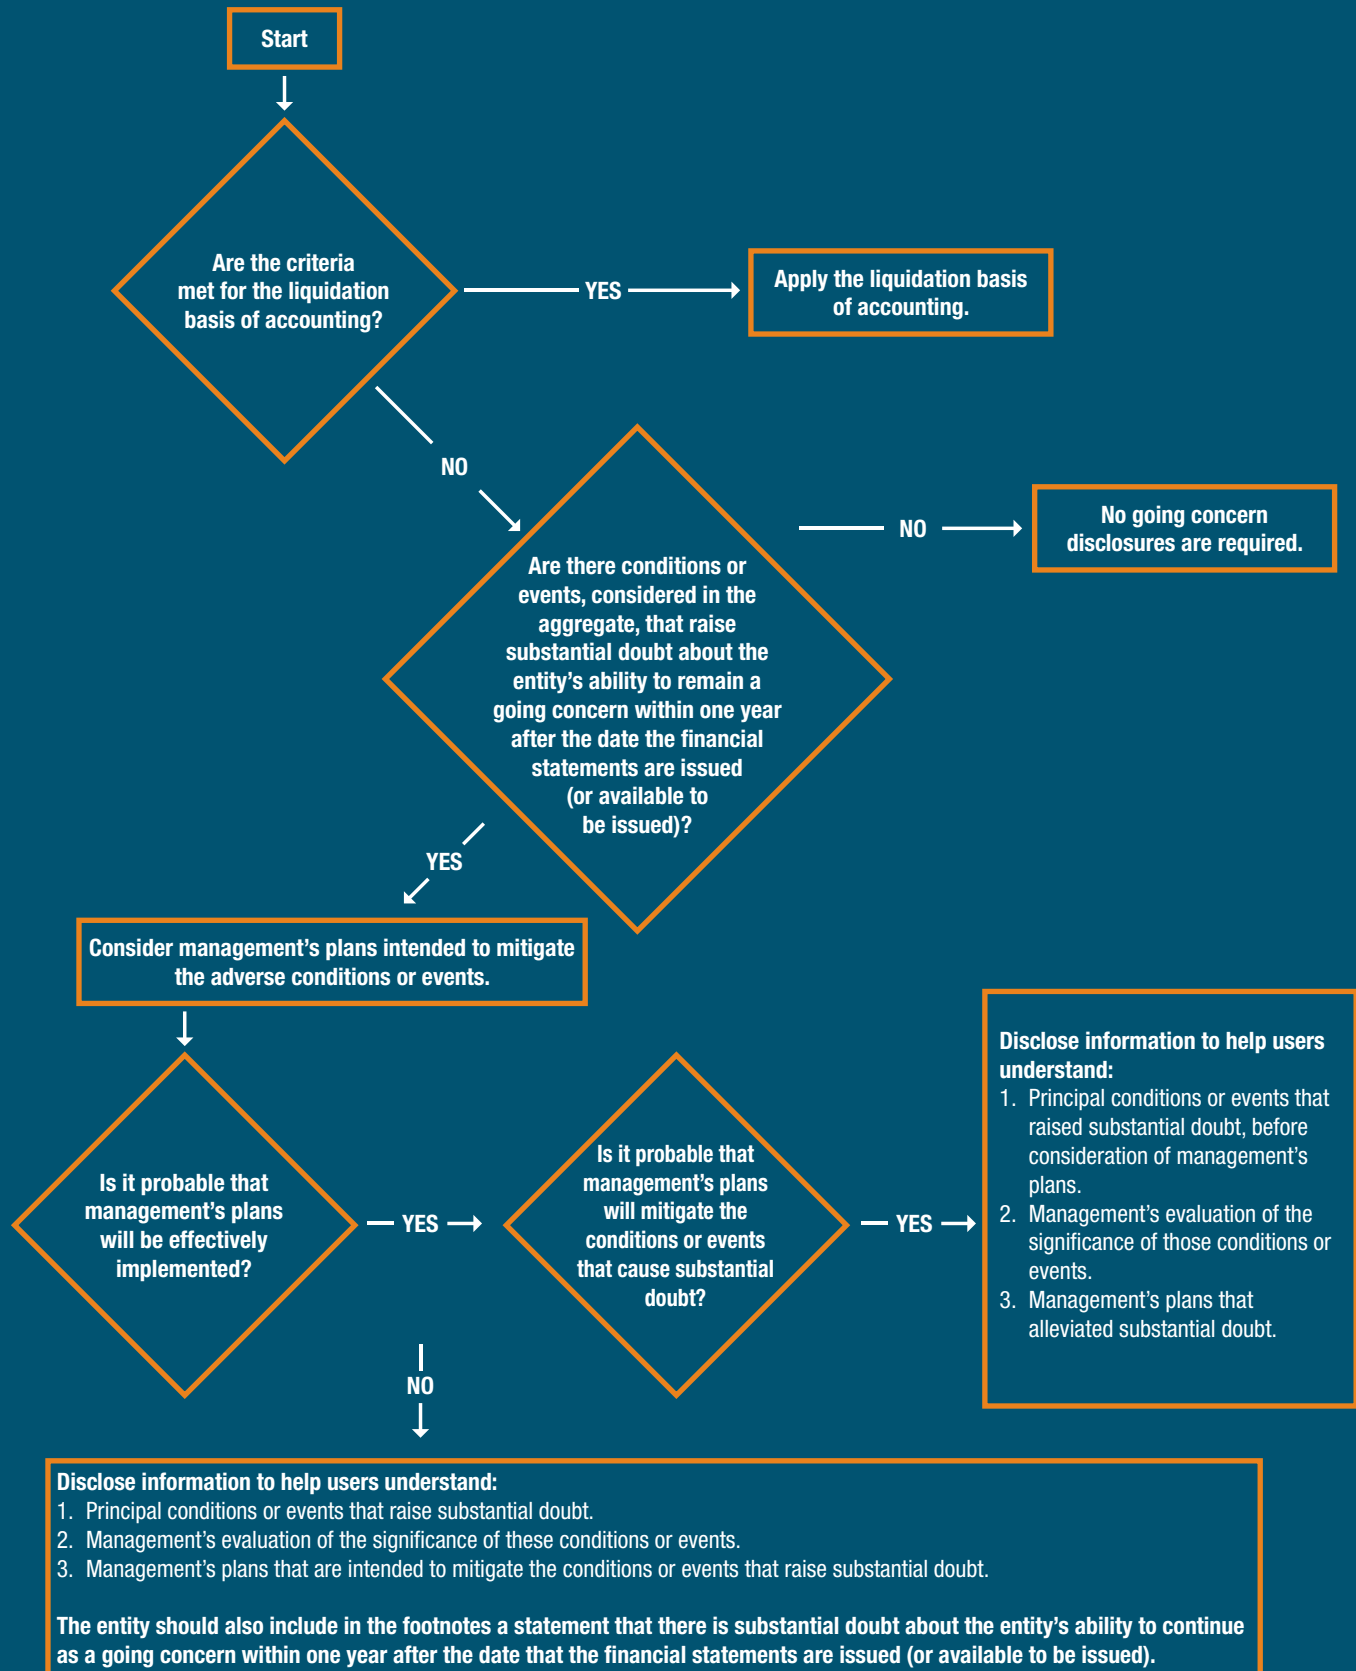 Start
Are the criteria
met for the liquidation
basis of accounting?
YES
Apply the liquidation basis
of accounting.
NO
Are there conditions or
events, considered in the
aggregate, that raise
substantial doubt about the
entity’s ability to remain a
going concern within one year
after the date the financial
statements are issued
(or available to
be issued)?
NO
No going concern
disclosures are required.
YES
Consider management’s plans intended to mitigate
the adverse conditions or events.
Is it probable that
management’s plans
will be effectively
implemented?
YES
Is it probable that
management’s plans
will mitigate the
conditions or events
that cause substantial
doubt?
YES
Disclose information to help users
understand:
1. Principal conditions or events that
raised substantial doubt, before
consideration of management’s
plans.
2. Management’s evaluation of the
significance of those conditions or
events.
3. Management’s plans that
alleviated substantial doubt.
NO
Disclose information to help users understand:
1. Principal conditions or events that raise substantial doubt.
2. Management’s evaluation of the significance of these conditions or events.
3. Management’s plans that are intended to mitigate the conditions or events that raise substantial doubt.
The entity should also include in the footnotes a statement that there is substantial doubt about the entity’s ability to continue
as a going concern within one year after the date that the financial statements are issued (or available to be issued).